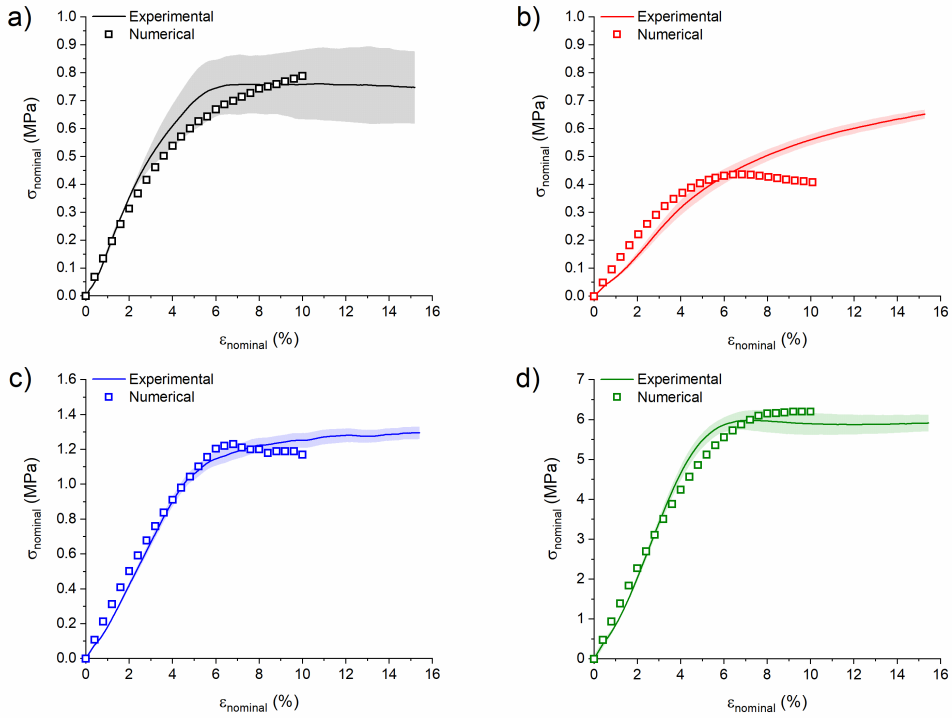 a)
Experimental
Numerical
1.0
0.9
0.8
0.7
0.6
0.5
0.4
0.3
0.2
0.1
0.0
σnominal (MPa)
0 2 4 6 8 10 12 14 16
εnominal (%)
b)
Experimental
Numerical
1.0
0.9
0.8
0.7
0.6
0.5
0.4
0.3
0.2
0.1
0.0
σnominal (MPa)
0 2 4 6 8 10 12 14 16
εnominal (%)
c)
Experimental
Numerical
1.6
1.4
1.2
1.0
0.8
0.6
0.4
0.2
0.0
σnominal (MPa)
0 2 4 6 8 10 12 14 16
εnominal (%)
d)
Experimental
Numerical
7
6
5
4
3
2
1
0
σnominal (MPa)
0 2 4 6 8 10 12 14 16
εnominal (%)